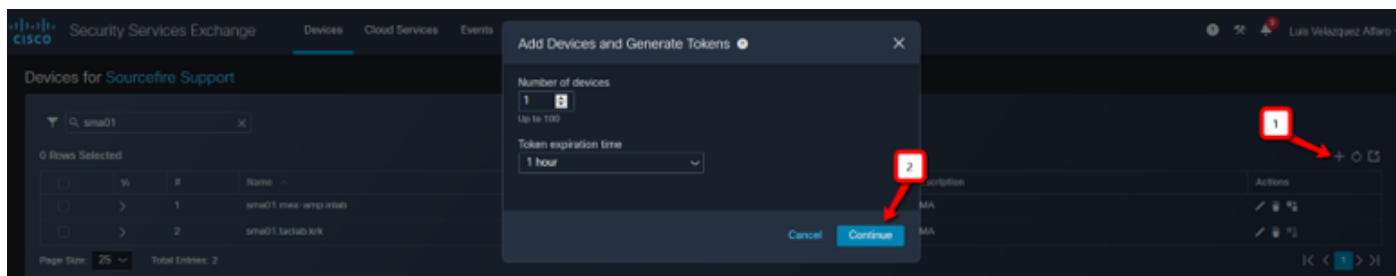 CISCO Security Services Exchange Devices Cloud Services Events Luis Velazquez Alfaro
Devices for Sourcefire Support
Add Devices and Generate Tokens
Number of devices
1
Up to 100
Token expiration time
1 hour
Cancel Continue
1
2
sma01
0 Rows Selected
% # Name Actions
1 sma01.mex-amp.inlab MA
2 sma01.taclab.krk MA
Page Size: 25 Total Entries: 2 1